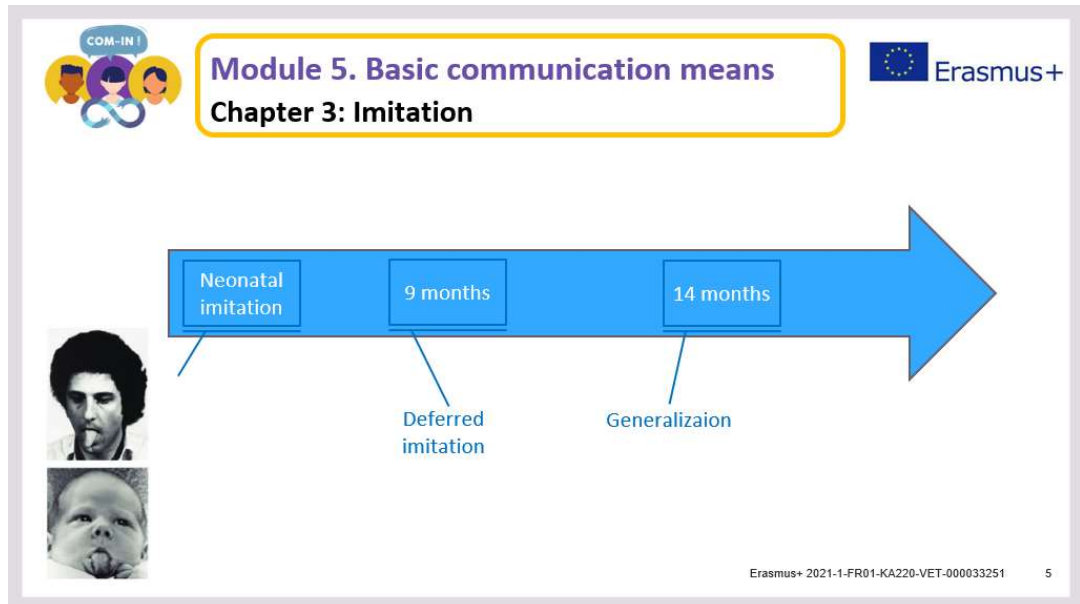 COM-IN !
Module 5. Basic communication means
Chapter 3: Imitation
Erasmus+
Neonatal
imitation
9 months
14 months
Deferred
imitation
Generalizaion
Erasmus+ 2021-1-FR01-KA220-VET-000033251
5